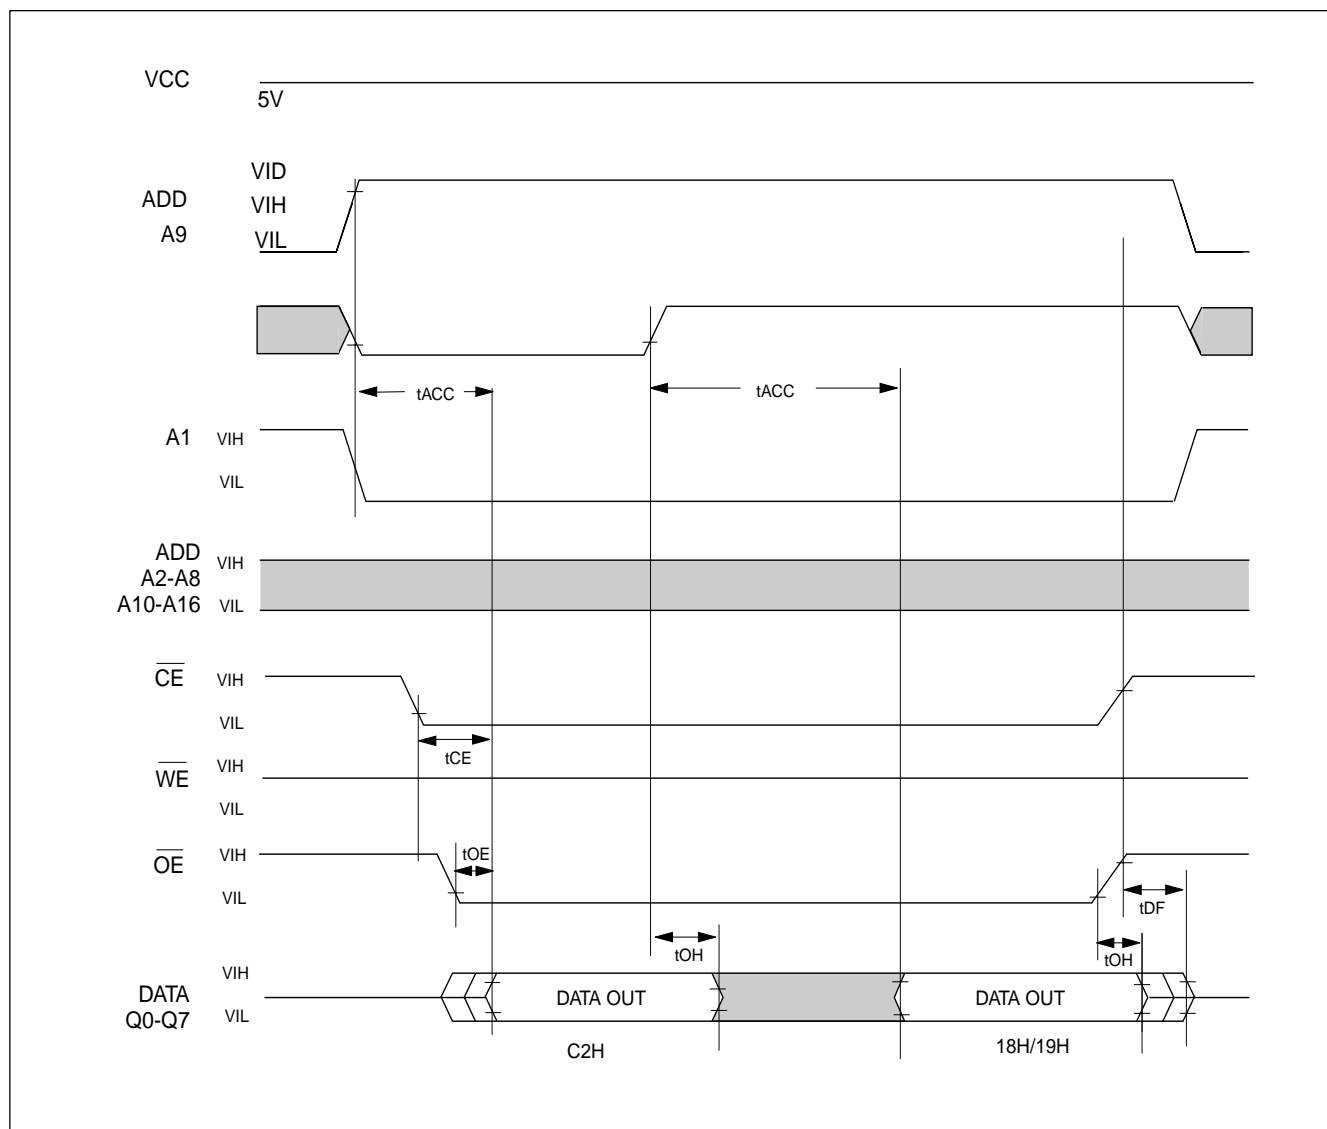 VCC
5V
VID
ADD
VIH
A9
VIL
tACC
tACC
A1
VIH
VIL
ADD
VIH
A2-A8
A10-A16
VIL
CE
VIH
VIL
tCE
WE
VIH
VIL
OE
VIH
tOE
VIL
tDF
tOH
tOH
VIH
DATA
DATA OUT
DATA OUT
Q0-Q7
VIL
C2H
18H/19H